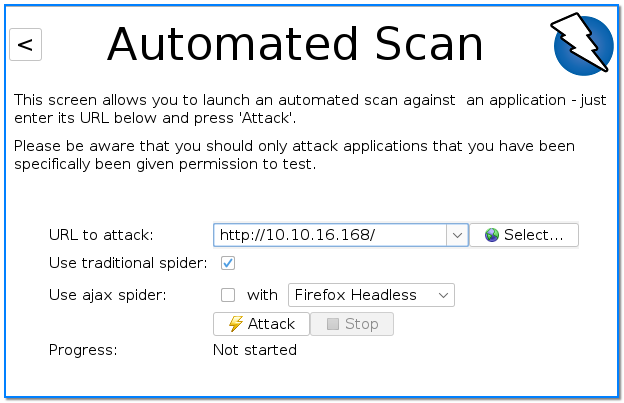 <
Automated Scan
This screen allows you to launch an automated scan against  an application - just
enter its URL below and press 'Attack'.
Please be aware that you should only attack applications that you have been
specifically been given permission to test.
URL to attack: http://10.10.16.168/ Select...
Use traditional spider:
Use ajax spider: with Firefox Headless
Attack Stop
Progress: Not started